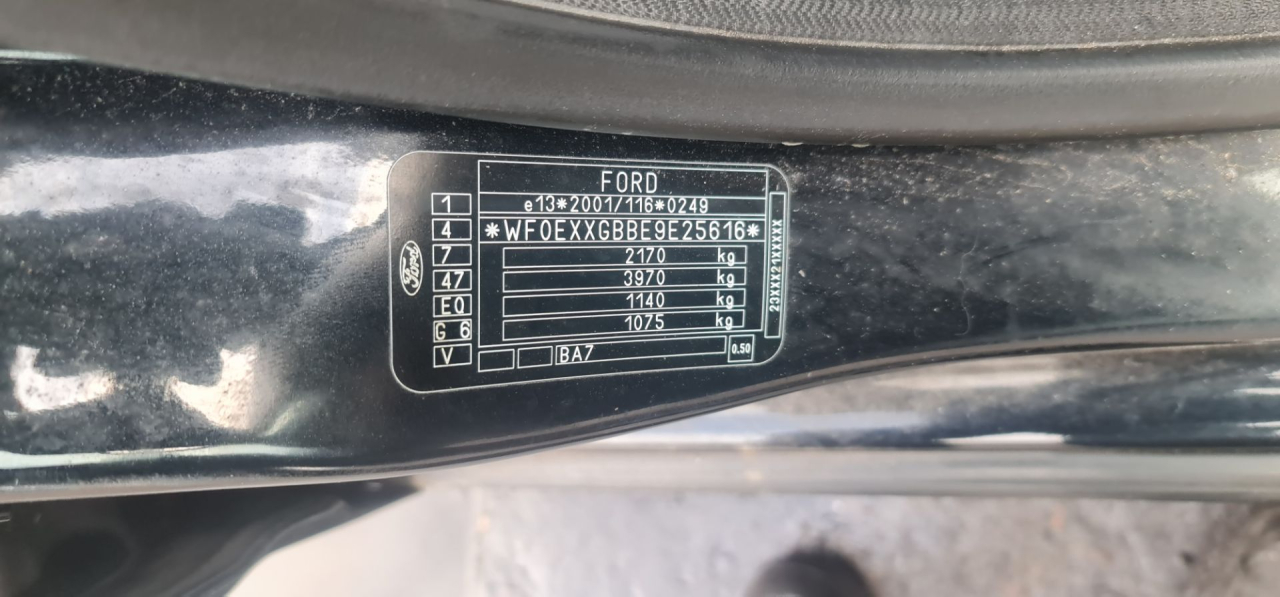 FORD
1 e13*2001/116*0249
4 *WF0EXXGBBE9E25616*
7 2170 kg
47 3970 kg
EQ 1140 kg
G 6 1075 kg
V BA7 0.50
23XXX21XXXXX
Ford